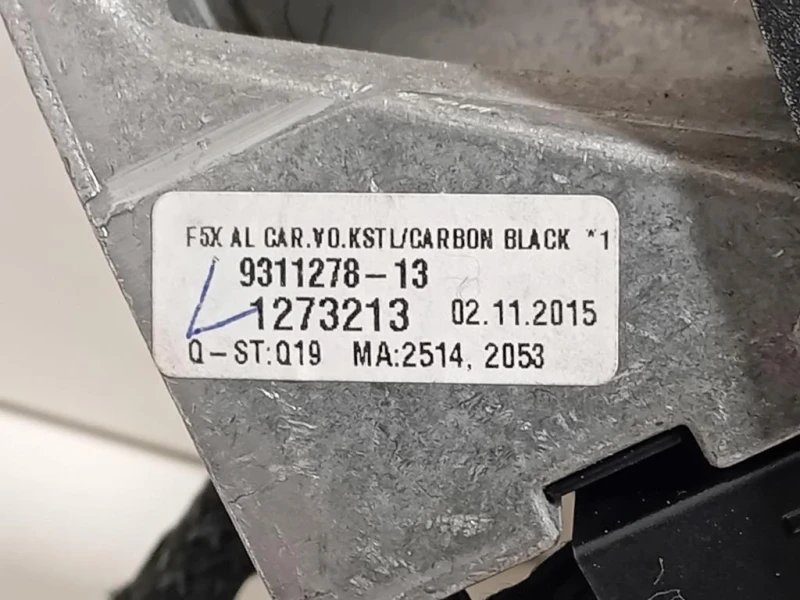 F5X AL CAR.VO.KSTL/CARBON BLACK *1
9311278-13
1273213 02.11.2015
Q-ST:Q19 MA:2514, 2053